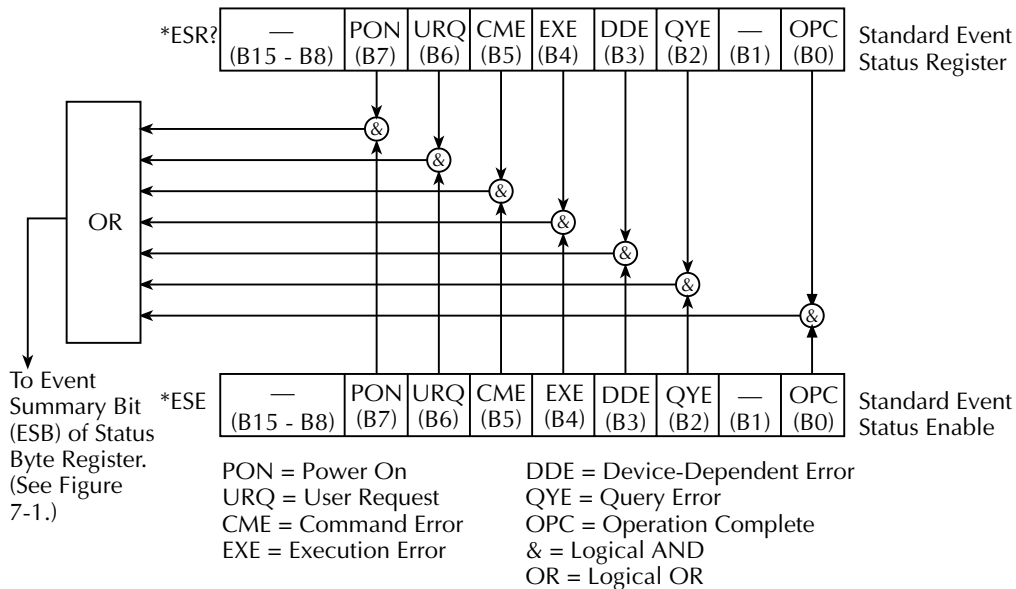 *ESR? — (B15 - B8) PON (B7) URQ (B6) CME (B5) EXE (B4) DDE (B3) QYE (B2) — (B1) OPC (B0)
Standard Event
Status Register
&
&
&
&
&
&
&
OR
To Event
Summary Bit
(ESB) of Status
Byte Register.
(See Figure
7-1.)
*ESE — (B15 - B8) PON (B7) URQ (B6) CME (B5) EXE (B4) DDE (B3) QYE (B2) — (B1) OPC (B0)
Standard Event
Status Enable
PON = Power On
URQ = User Request
CME = Command Error
EXE = Execution Error
DDE = Device-Dependent Error
QYE = Query Error
OPC = Operation Complete
& = Logical AND
OR = Logical OR